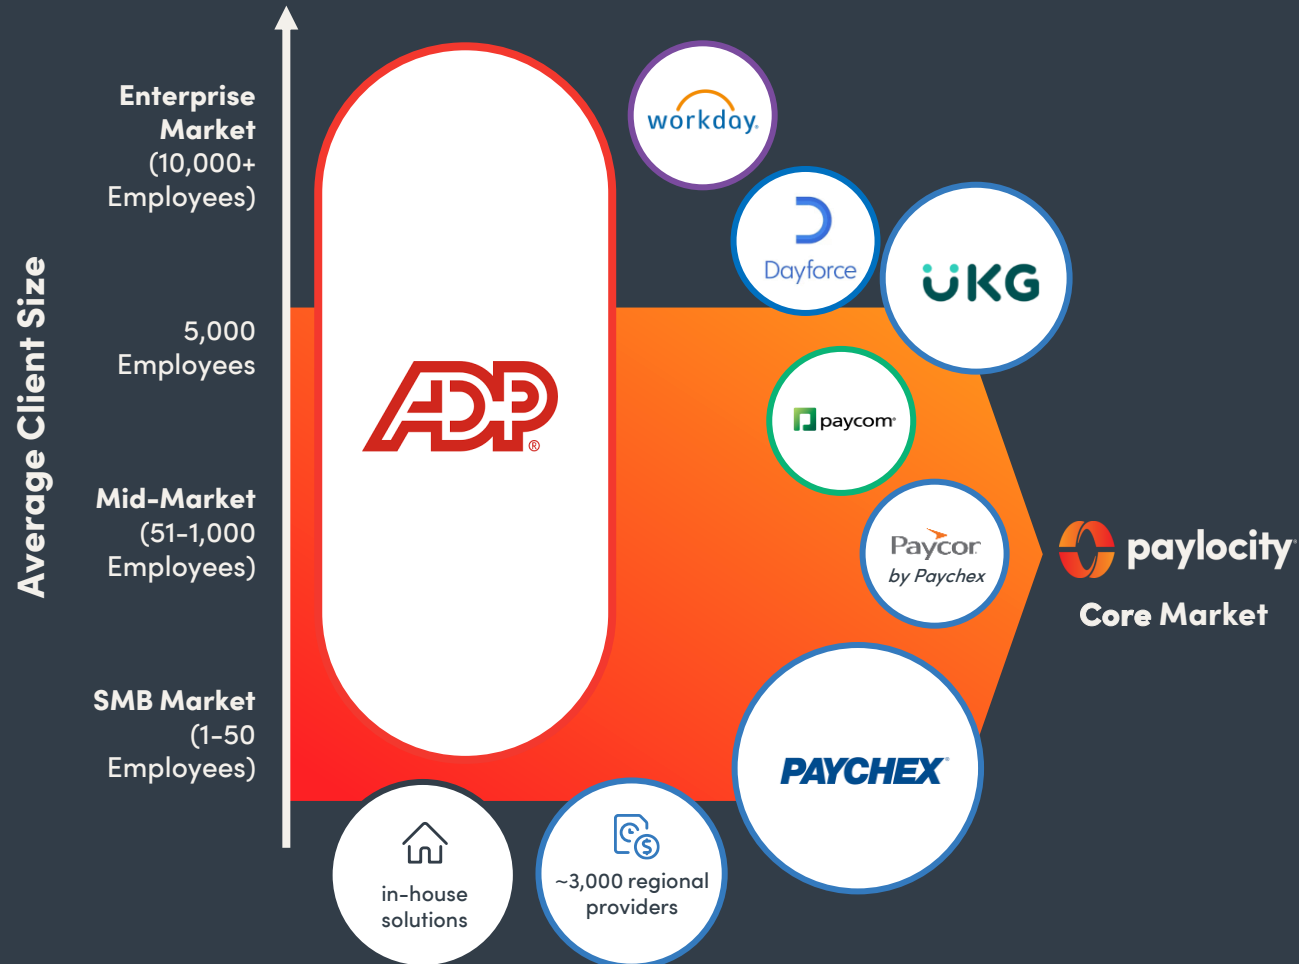 Average Client Size
Enterprise
Market
(10,000+
Employees)
5,000
Employees
Mid-Market
(51-1,000
Employees)
SMB Market
(1-50
Employees)
ADP®
workday®
Dayforce
UKG
paycom®
Paycor
by Paychex
PAYCHEX®
in-house
solutions
~3,000 regional
providers
paylocity®
Core Market